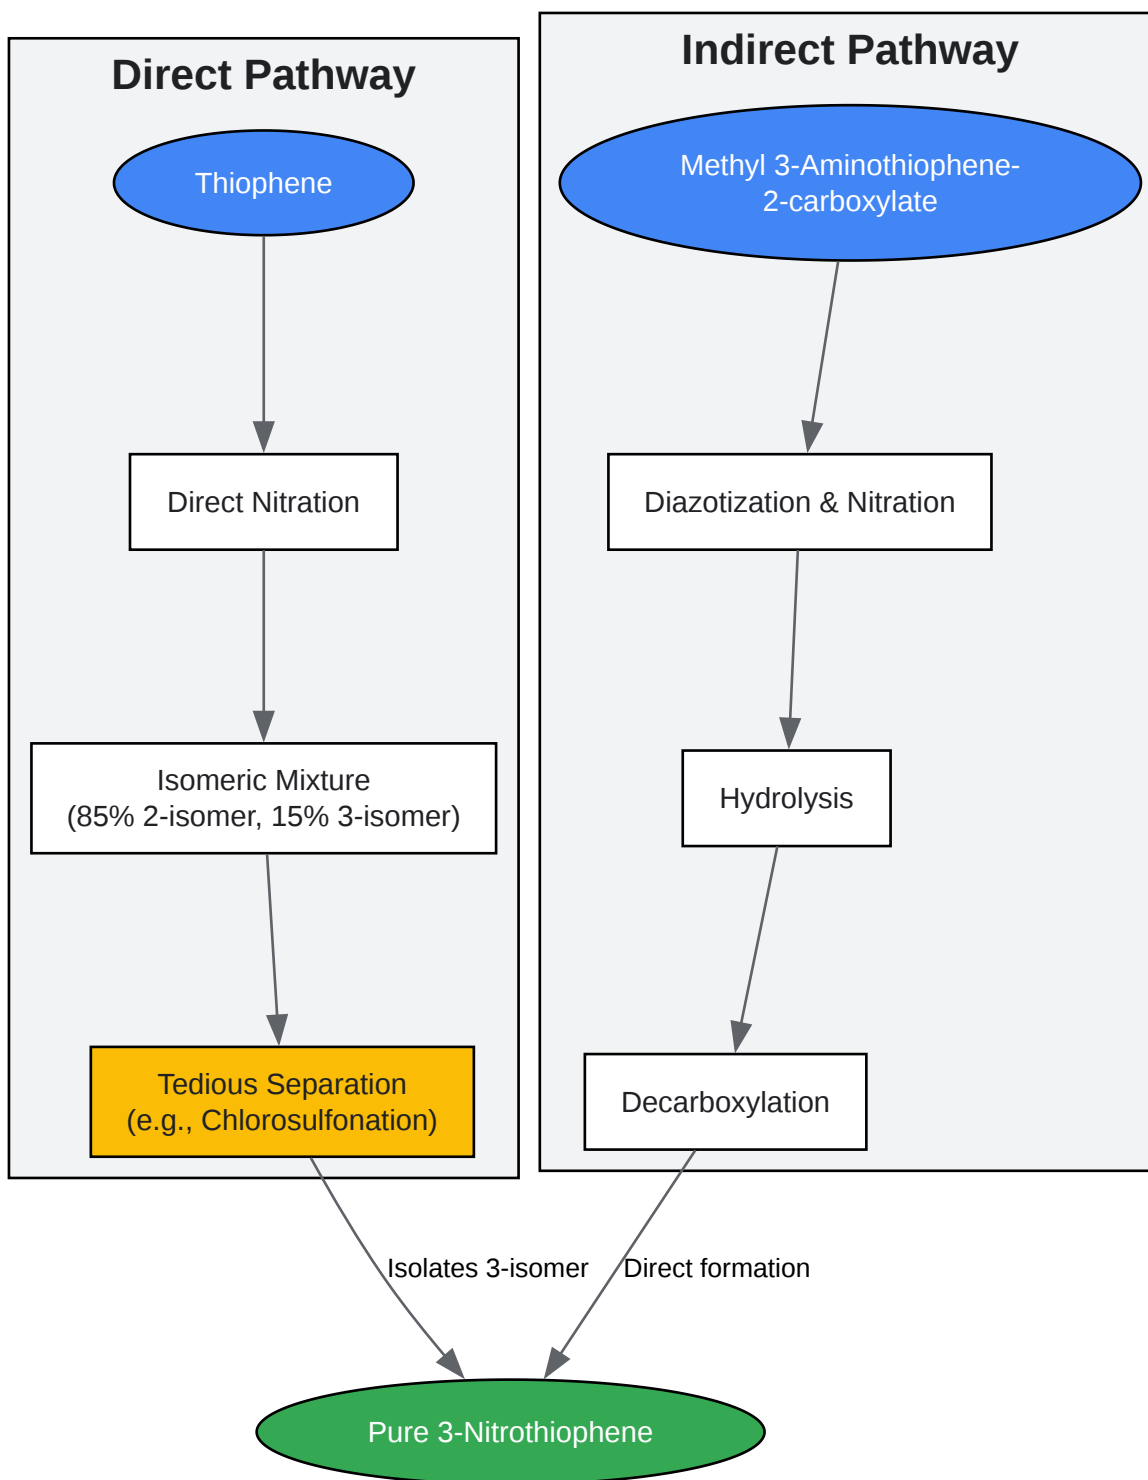 Direct Pathway
Thiophene
Direct Nitration
Isomeric Mixture
(85% 2-isomer, 15% 3-isomer)
Tedious Separation
(e.g., Chlorosulfonation)
Isolates 3-isomer
Indirect Pathway
Methyl 3-Aminothiophene-
2-carboxylate
Diazotization & Nitration
Hydrolysis
Decarboxylation
Direct formation
Pure 3-Nitrothiophene